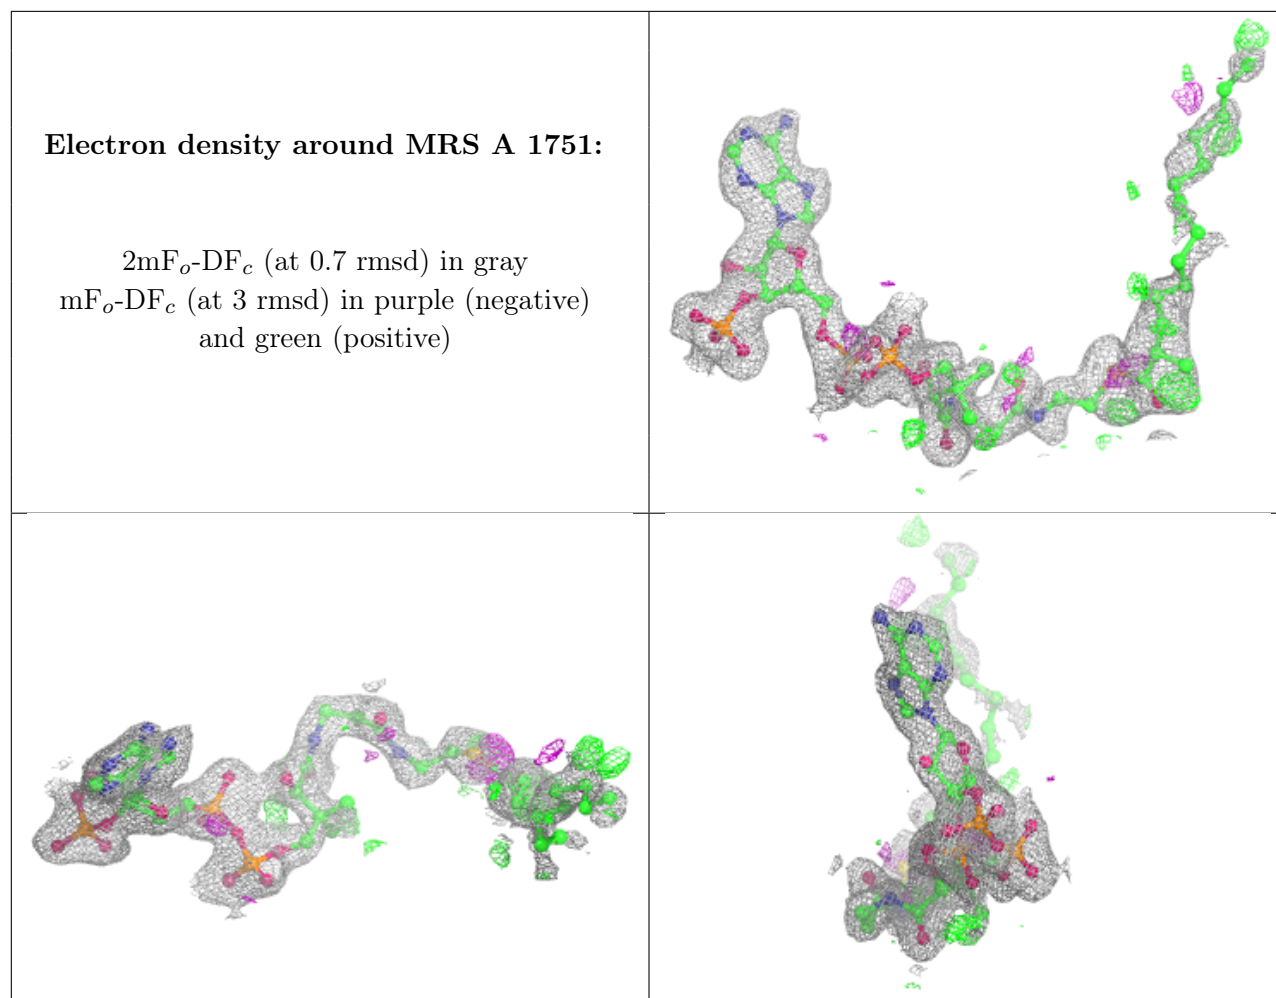 Electron density around MRS A 1751:
2mFo-DFc (at 0.7 rmsd) in gray
mFo-DFc (at 3 rmsd) in purple (negative)
and green (positive)